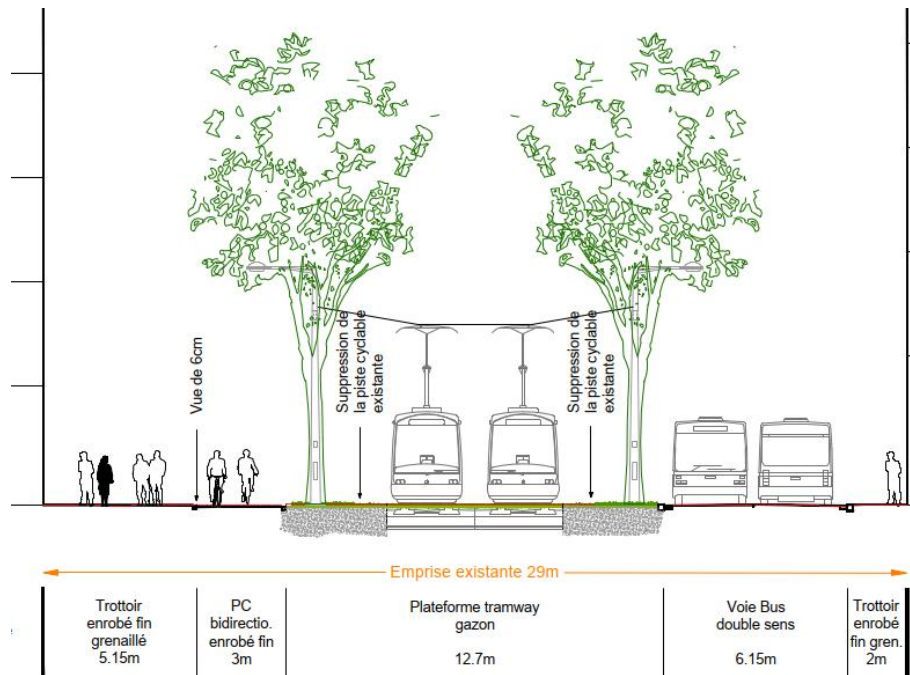 Vue de 6cm
Suppression de
la piste cyclable
existante
Suppression de
la piste cyclable
existante
Emprise existante 29m
Trottoir
enrobé fin
grenaillé
5.15m
PC
bidirectio.
enrobé fin
3m
Plateforme tramway
gazon
12.7m
Voie Bus
double sens
6.15m
Trottoir
enrobé
fin gren.
2m